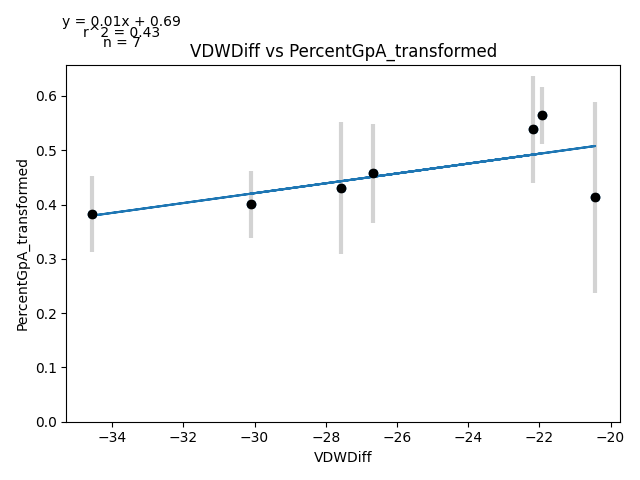 y = 0.01x + 0.69
r^2 = 0.43
n = 7
VDWDiff vs PercentGpA_transformed
PercentGpA_transformed
0.6
0.5
0.4
0.3
0.2
0.1
0.0
−34
−32
−30
−28
−26
−24
−22
−20
VDWDiff